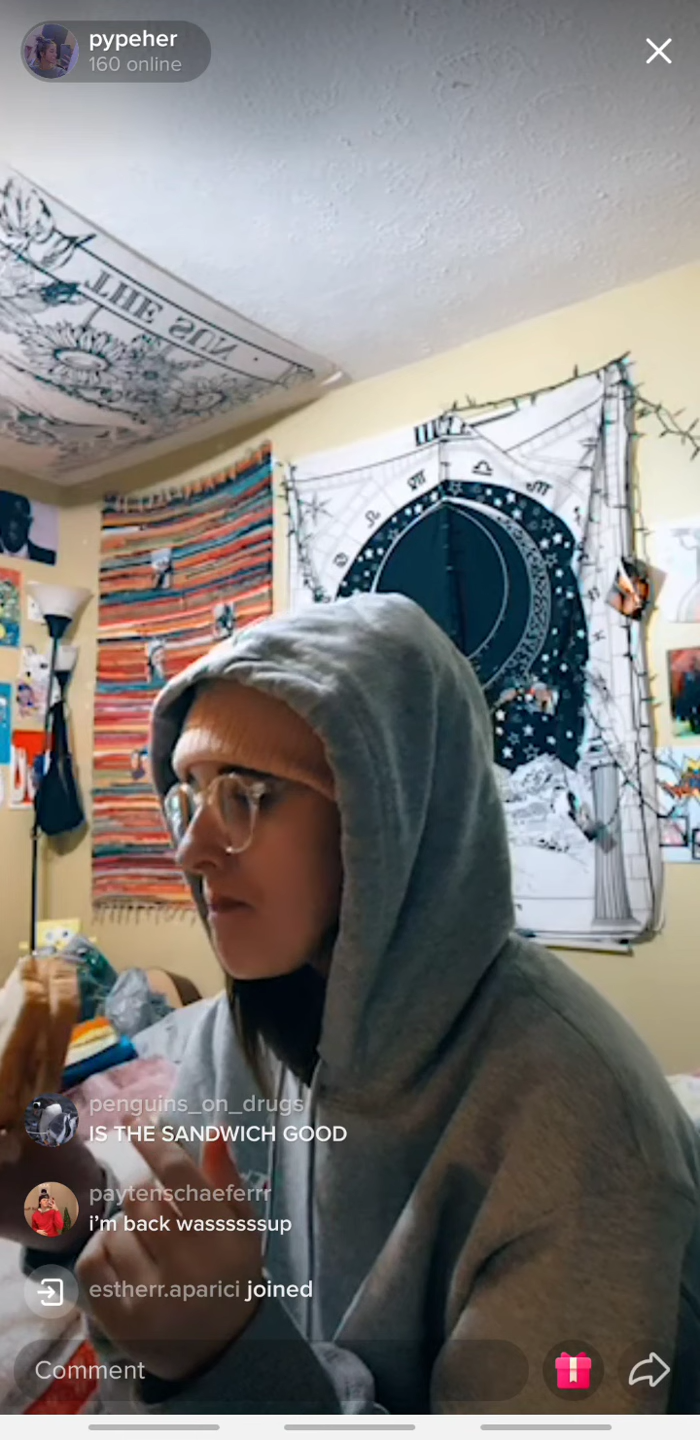 pypeher
160 online
THE SUN
penguins_on_drugs
IS THE SANDWICH GOOD
paytenschaeferrr
i'm back wassssssup
estherr.aparici joined
Comment